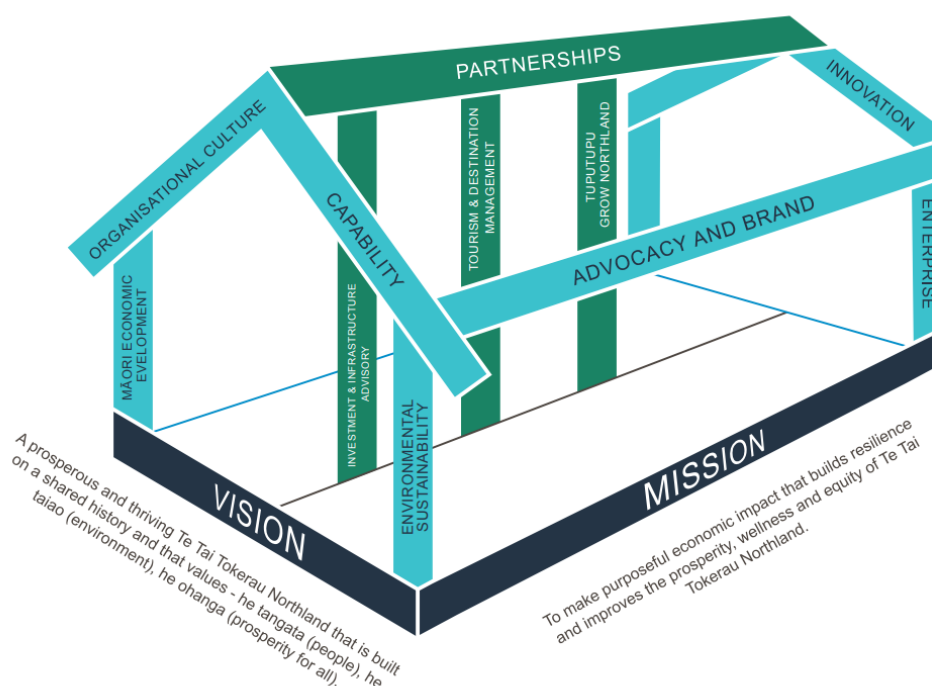 PARTNERSHIPS
INNOVATION
ORGANISATIONAL CULTURE
CAPABILITY
TOURISM & DESTINATION
MANAGEMENT
TUPUTUPU
GROW NORTHLAND
ADVOCACY AND BRAND
ENTERPRISE
MĀORI ECONOMIC
EVELOPMENT
INVESTMENT & INFRASTRUCTURE
ADVISORY
ENVIRONMENTAL
SUSTAINABILITY
VISION
MISSION
A prosperous and thriving Te Tai Tokerau Northland that is built
on a shared history and that values - he tangata (people), he
taiao (environment), he ohanga (prosperity for all).
To make purposeful economic impact that builds resilience
and improves the prosperity, wellness and equity of Te Tai
Tokerau Northland.